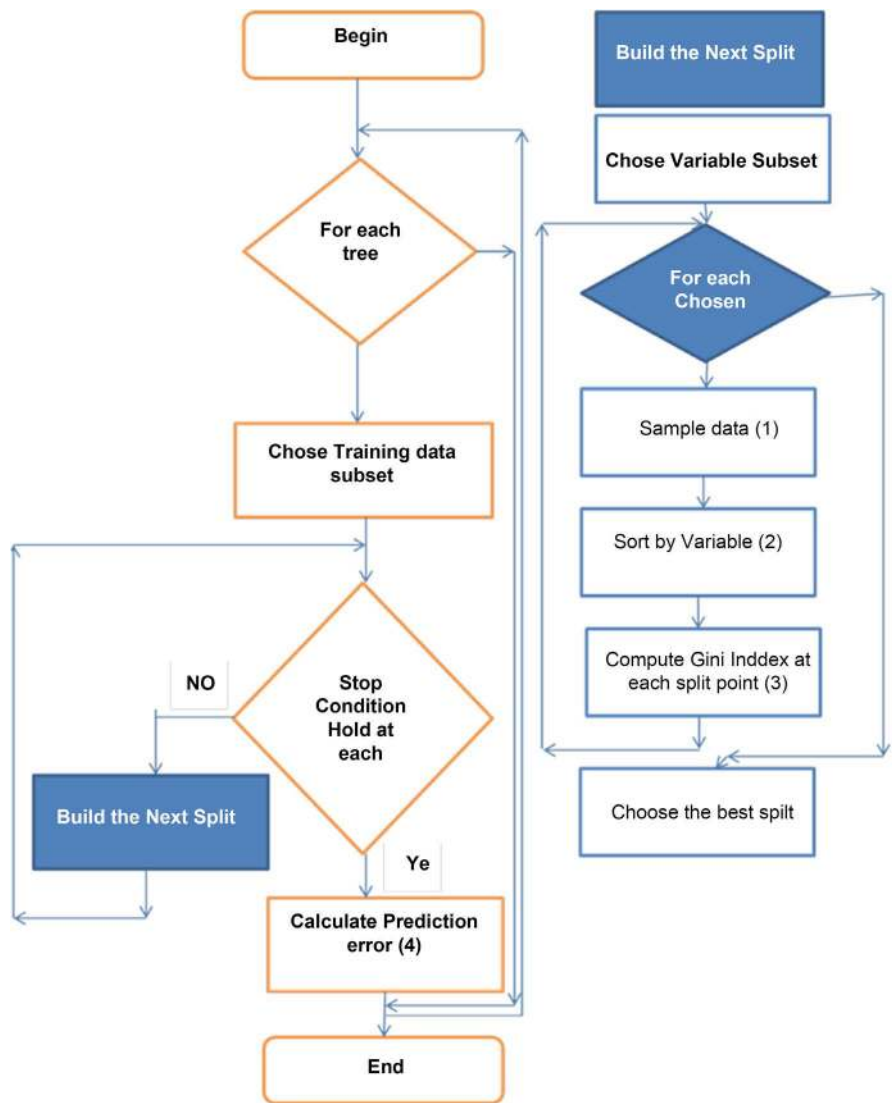 Begin
For each
tree
Chose Training data
subset
NO
Stop
Condition
Hold at
each
Build the Next Split
Ye
Calculate Prediction
error (4)
End
Build the Next Split
Chose Variable Subset
For each
Chosen
Sample data (1)
Sort by Variable (2)
Compute Gini Inddex at
each split point (3)
Choose the best spilt